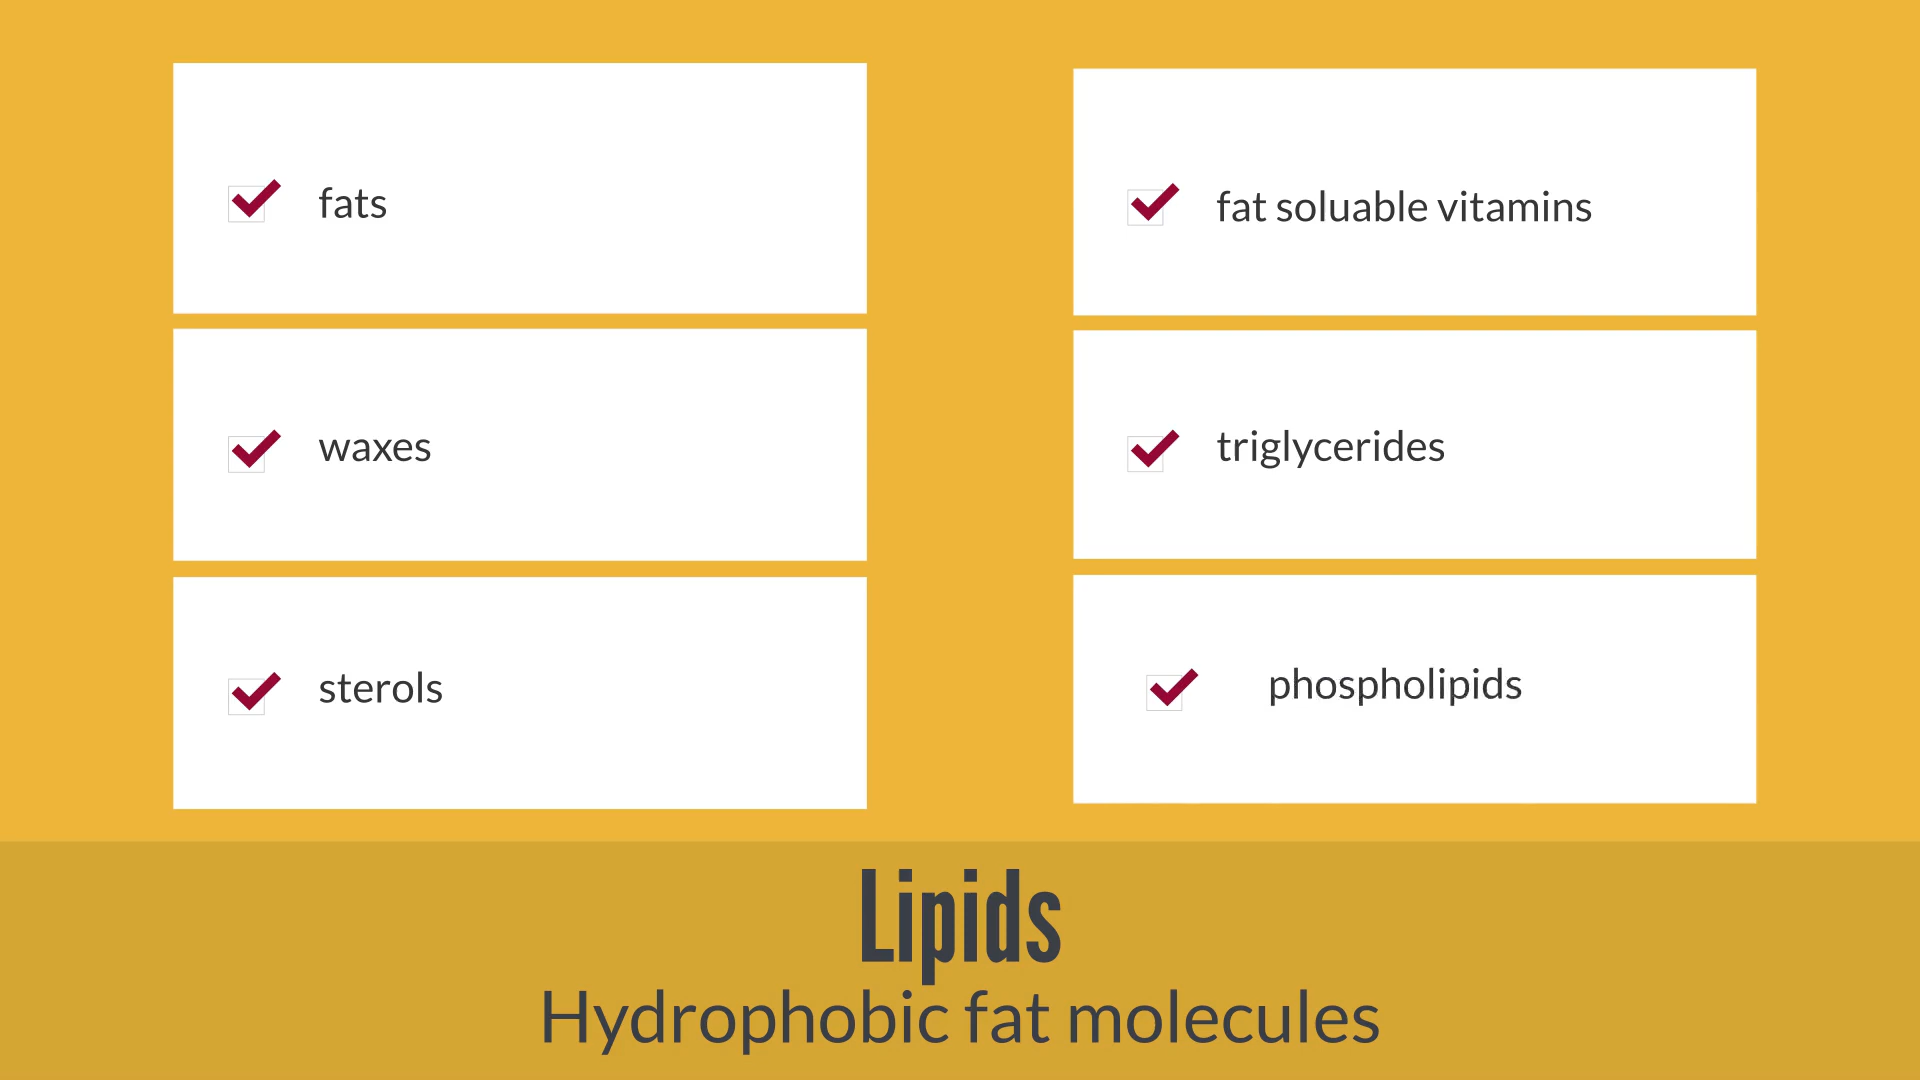 fats
waxes
sterols
fat soluable vitamins
triglycerides
phospholipids
Lipids
Hydrophobic fat molecules